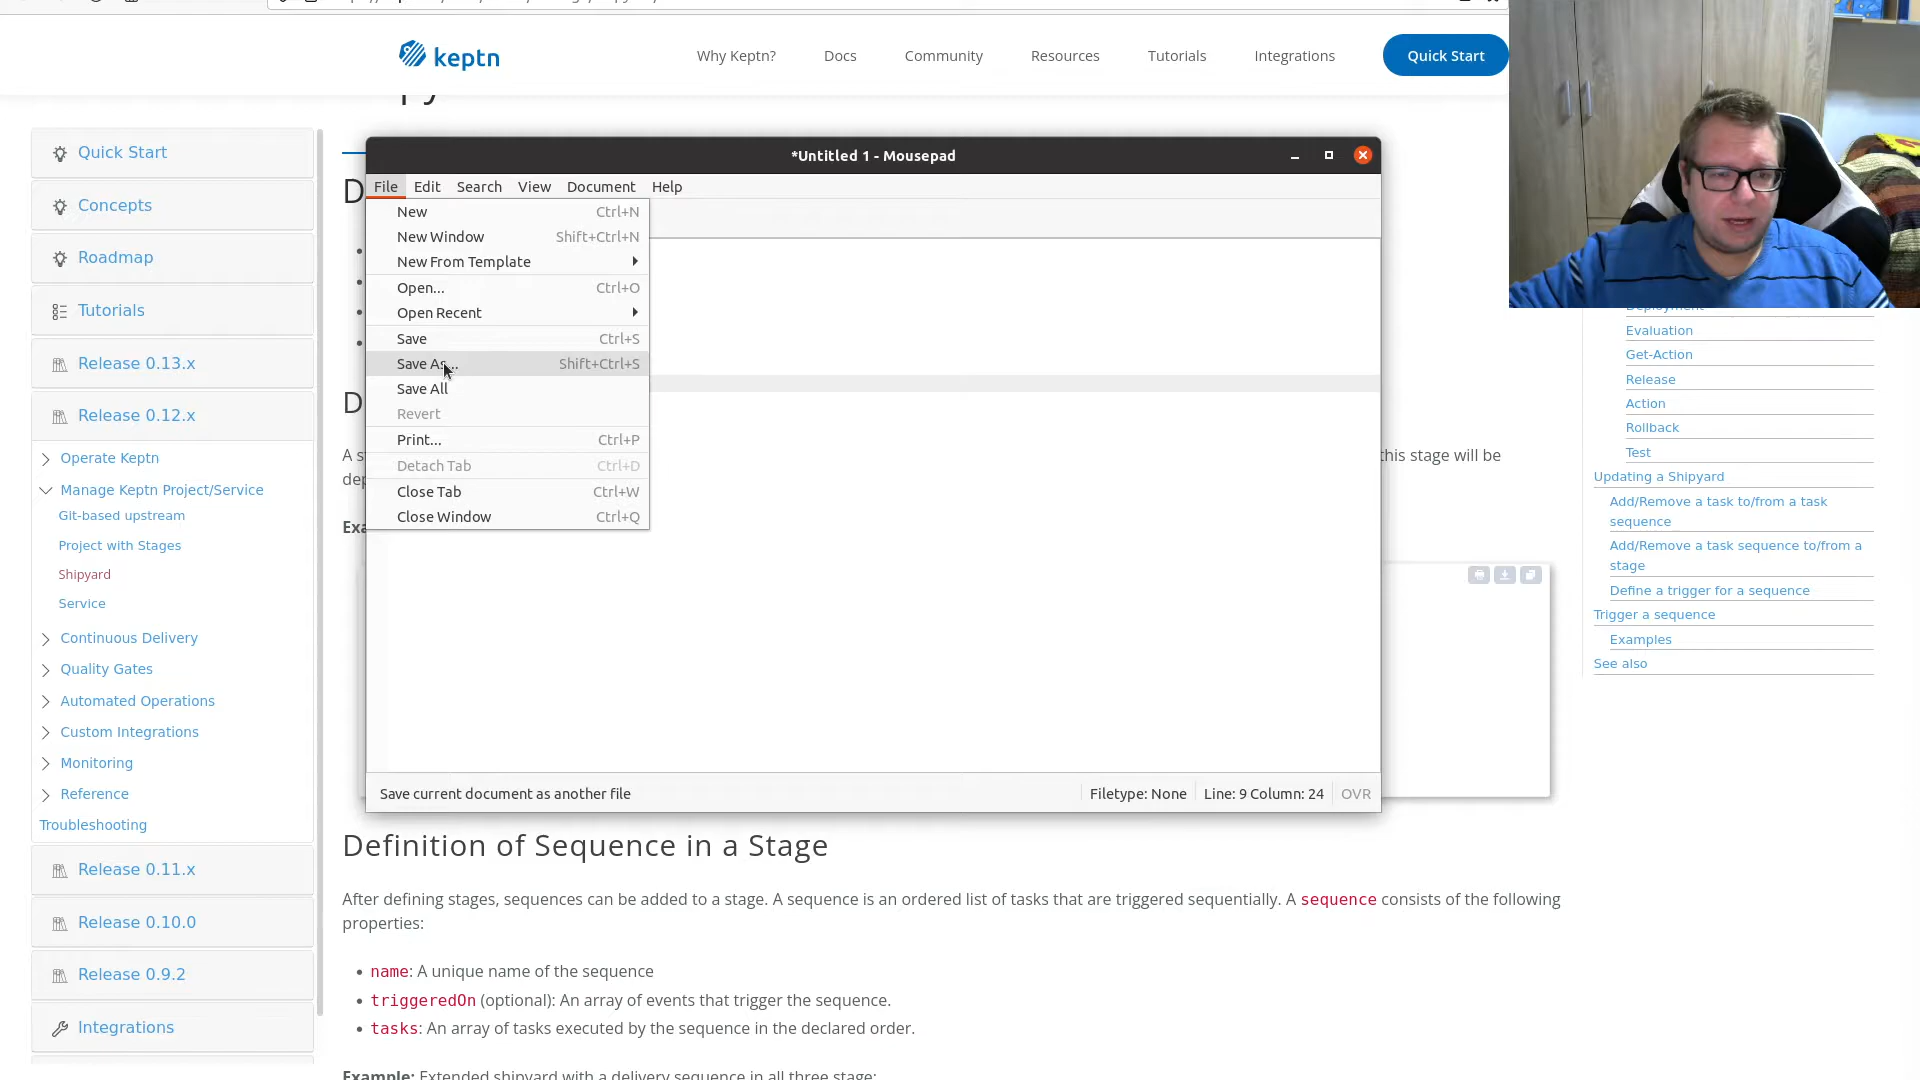 keptn
Why Keptn?
Docs
Community
Resources
Tutorials
Integrations
Quick Start
Quick Start
Concepts
Roadmap
Tutorials
Release 0.13.x
Release 0.12.x
Operate Keptn
Manage Keptn Project/Service
Git-based upstream
Project with Stages
Shipyard
Service
Continuous Delivery
Quality Gates
Automated Operations
Custom Integrations
Monitoring
Reference
Troubleshooting
Release 0.11.x
Release 0.10.0
Release 0.9.2
Integrations
*Untitled 1 - Mousepad
File Edit Search View Document Help
New Ctrl+N
New Window Shift+Ctrl+N
New From Template
Open... Ctrl+O
Open Recent
Save Ctrl+S
Save As... Shift+Ctrl+S
Save All
Revert
Print... Ctrl+P
Detach Tab Ctrl+D
Close Tab Ctrl+W
Close Window Ctrl+Q
Save current document as another file
Filetype: None
Line: 9 Column: 24
OVR
this stage will be
Definition of Sequence in a Stage
After defining stages, sequences can be added to a stage. A sequence is an ordered list of tasks that are triggered sequentially. A sequence consists of the following
properties:
• name: A unique name of the sequence
• triggeredOn (optional): An array of events that trigger the sequence.
• tasks: An array of tasks executed by the sequence in the declared order.
Example: Extended shipyard with a delivery sequence in all three stage:
Deployment
Evaluation
Get-Action
Release
Action
Rollback
Test
Updating a Shipyard
Add/Remove a task to/from a task
sequence
Add/Remove a task sequence to/from a
stage
Define a trigger for a sequence
Trigger a sequence
Examples
See also